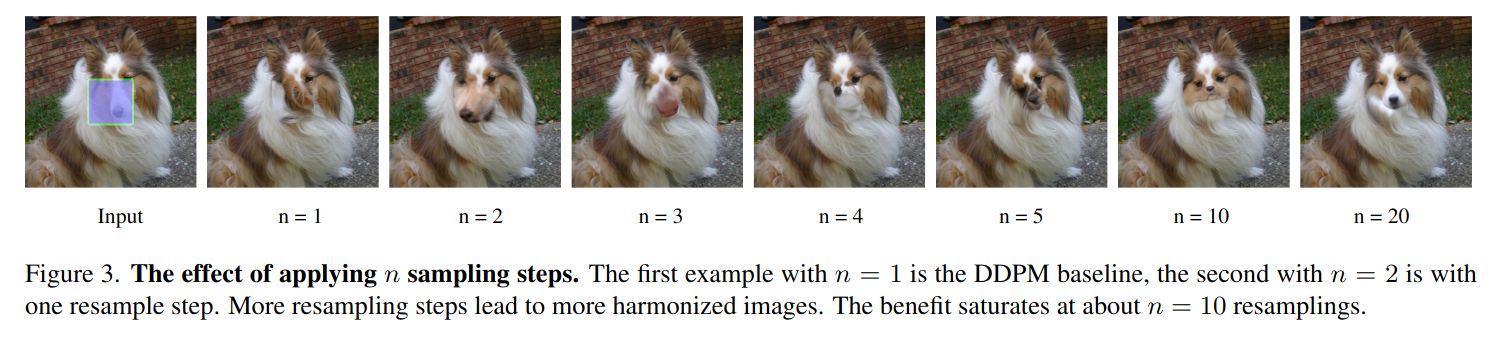 Input n = 1 n = 2 n = 3 n = 4 n = 5 n = 10 n = 20
Figure 3. The effect of applying n sampling steps. The first example with n = 1 is the DDPM baseline, the second with n = 2 is with
one resample step. More resampling steps lead to more harmonized images. The benefit saturates at about n = 10 resamplings.